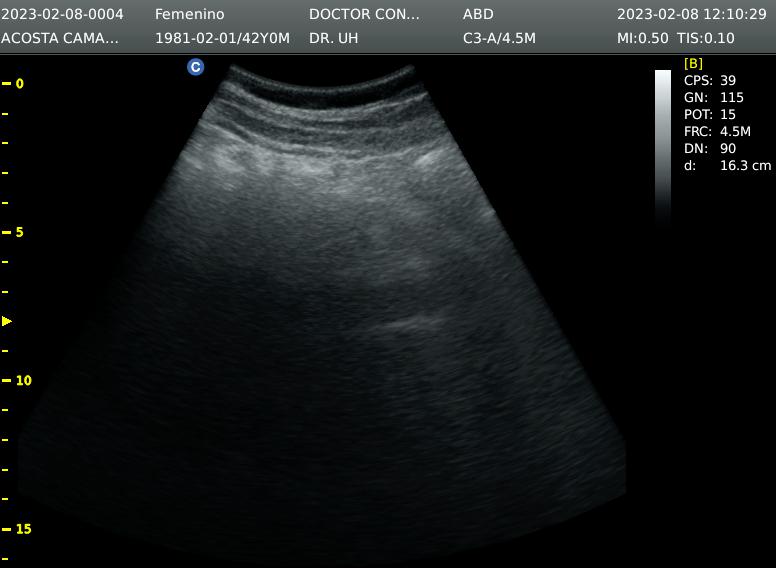 2023-02-08-0004 Femenino DOCTOR CON... ABD 2023-02-08 12:10:29
ACOSTA CAMA... 1981-02-01/42Y0M DR. UH C3-A/4.5M MI:0.50 TIS:0.10
C
[B]
CPS: 39
GN: 115
POT: 15
FRC: 4.5M
DN: 90
d: 16.3 cm
0
5
10
15